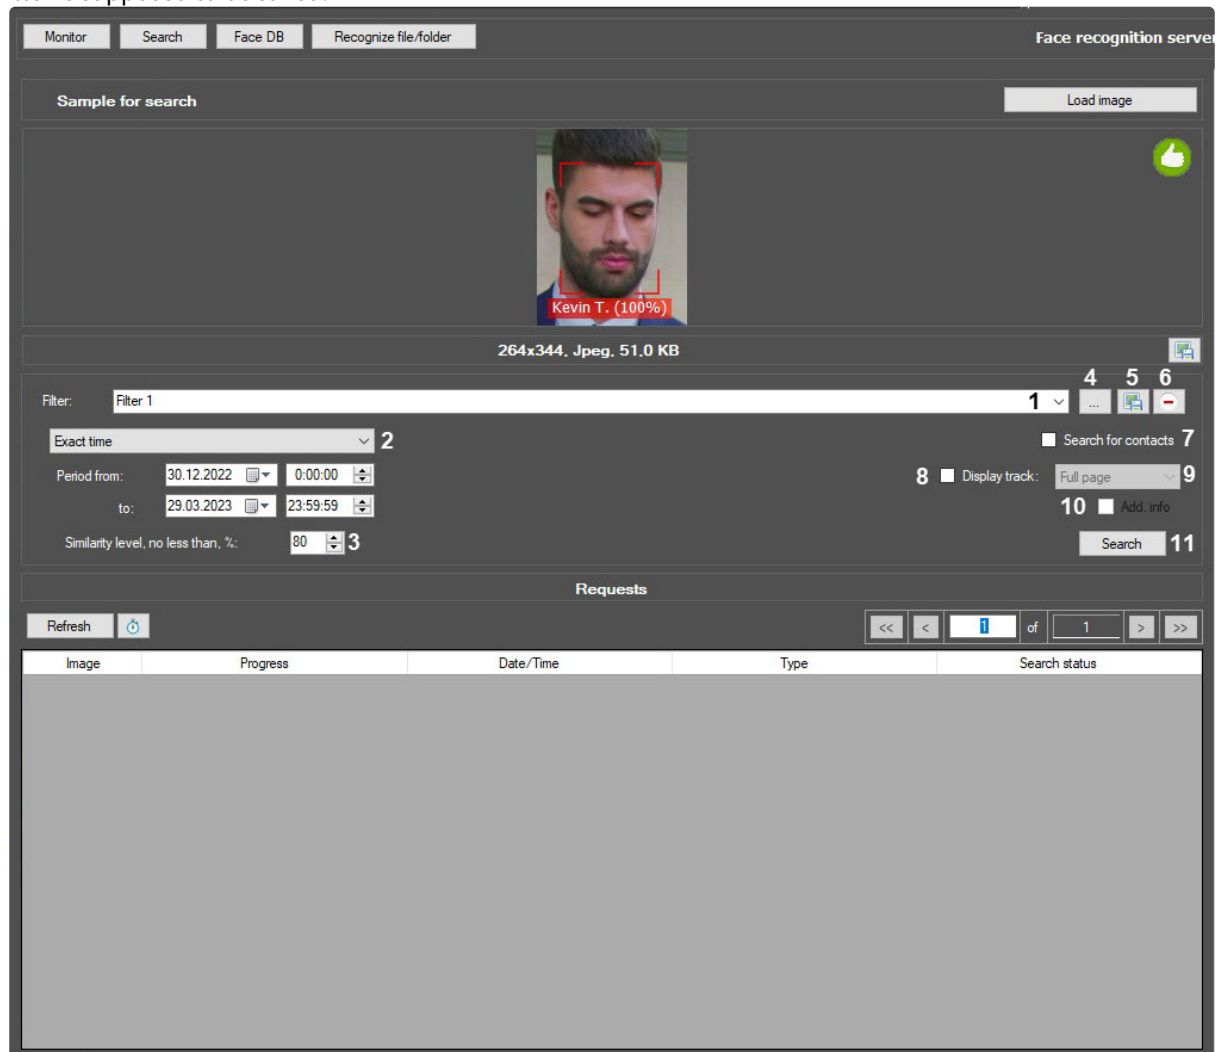 Monitor Search Face DB Recognize file/folder Face recognition serve
Sample for search Load image
Kevin T. (100%)
264x344, Jpeg, 51,0 KB
4 5 6
Filter: Filter 1 1 ...
Exact time 2 Search for contacts 7
Period from: 30.12.2022 0:00:00 8 Display track: Full page 9
to: 29.03.2023 23:59:59 10 Add. info
Similarity level, no less than, %: 80 3 Search 11
Requests
Refresh << < 1 of 1 > >>
Image Progress Date/Time Type Search status